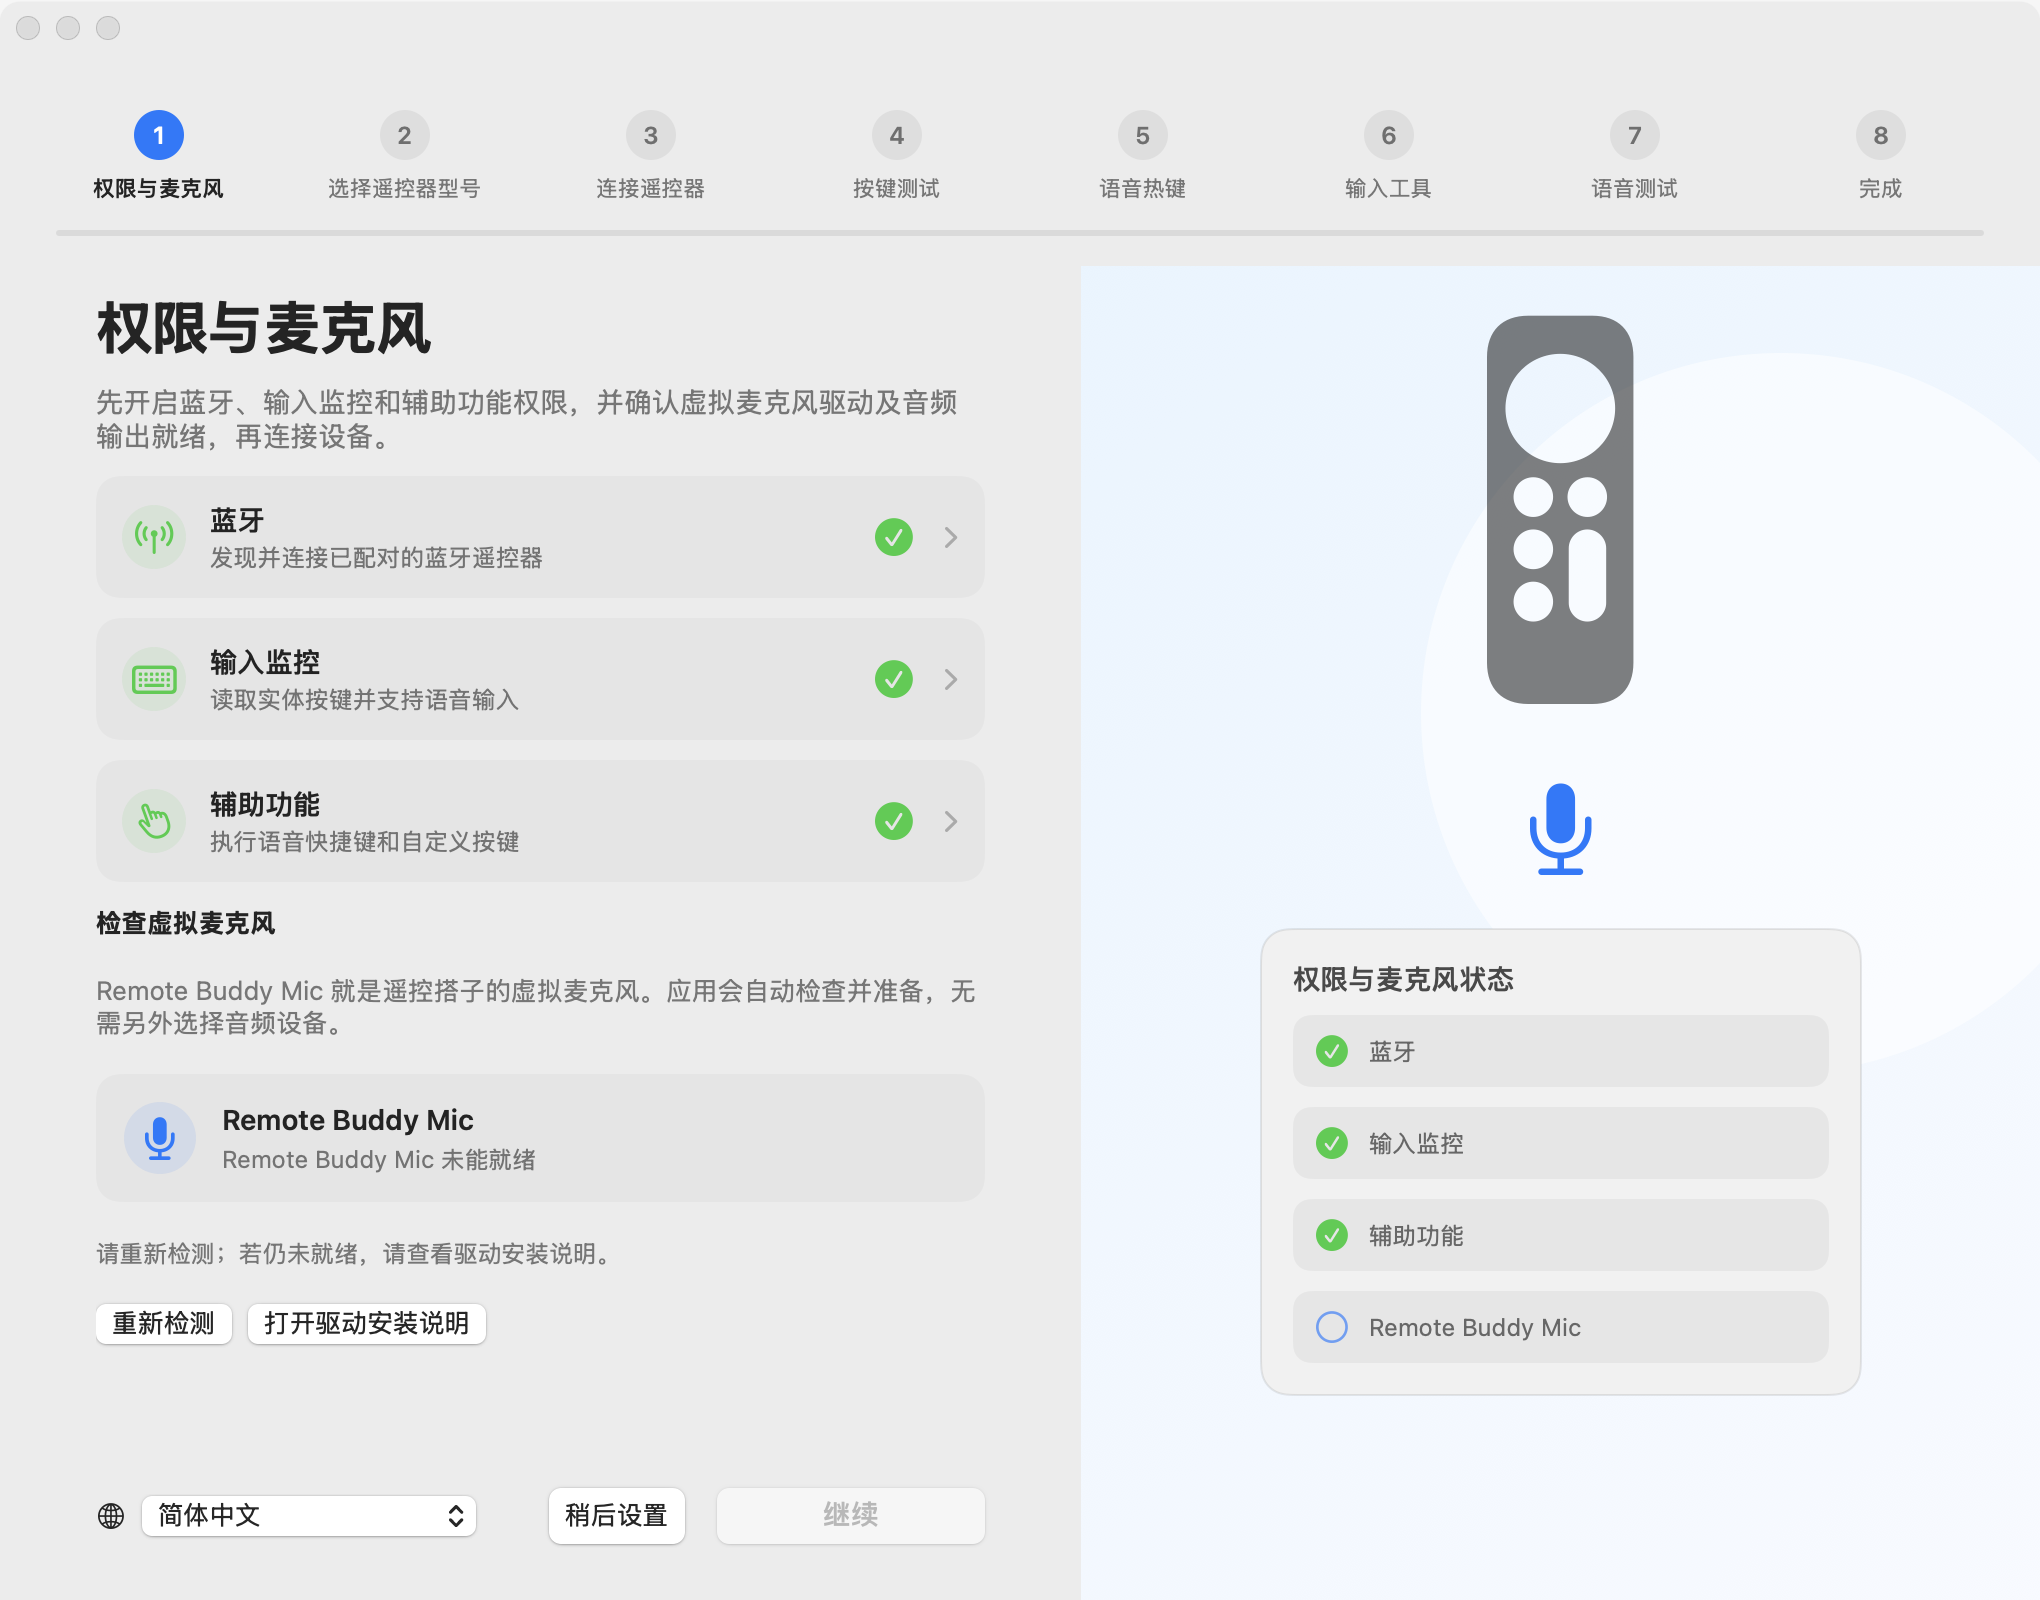 1
权限与麦克风
2
选择遥控器型号
3
连接遥控器
4
按键测试
5
语音热键
6
输入工具
7
语音测试
8
完成
权限与麦克风
先开启蓝牙、输入监控和辅助功能权限，并确认虚拟麦克风驱动及音频
输出就绪，再连接设备。
蓝牙
发现并连接已配对的蓝牙遥控器
输入监控
读取实体按键并支持语音输入
辅助功能
执行语音快捷键和自定义按键
检查虚拟麦克风
Remote Buddy Mic 就是遥控搭子的虚拟麦克风。应用会自动检查并准备，无
需另外选择音频设备。
Remote Buddy Mic
Remote Buddy Mic 未能就绪
请重新检测；若仍未就绪，请查看驱动安装说明。
重新检测
打开驱动安装说明
简体中文
稍后设置
继续
权限与麦克风状态
蓝牙
输入监控
辅助功能
Remote Buddy Mic